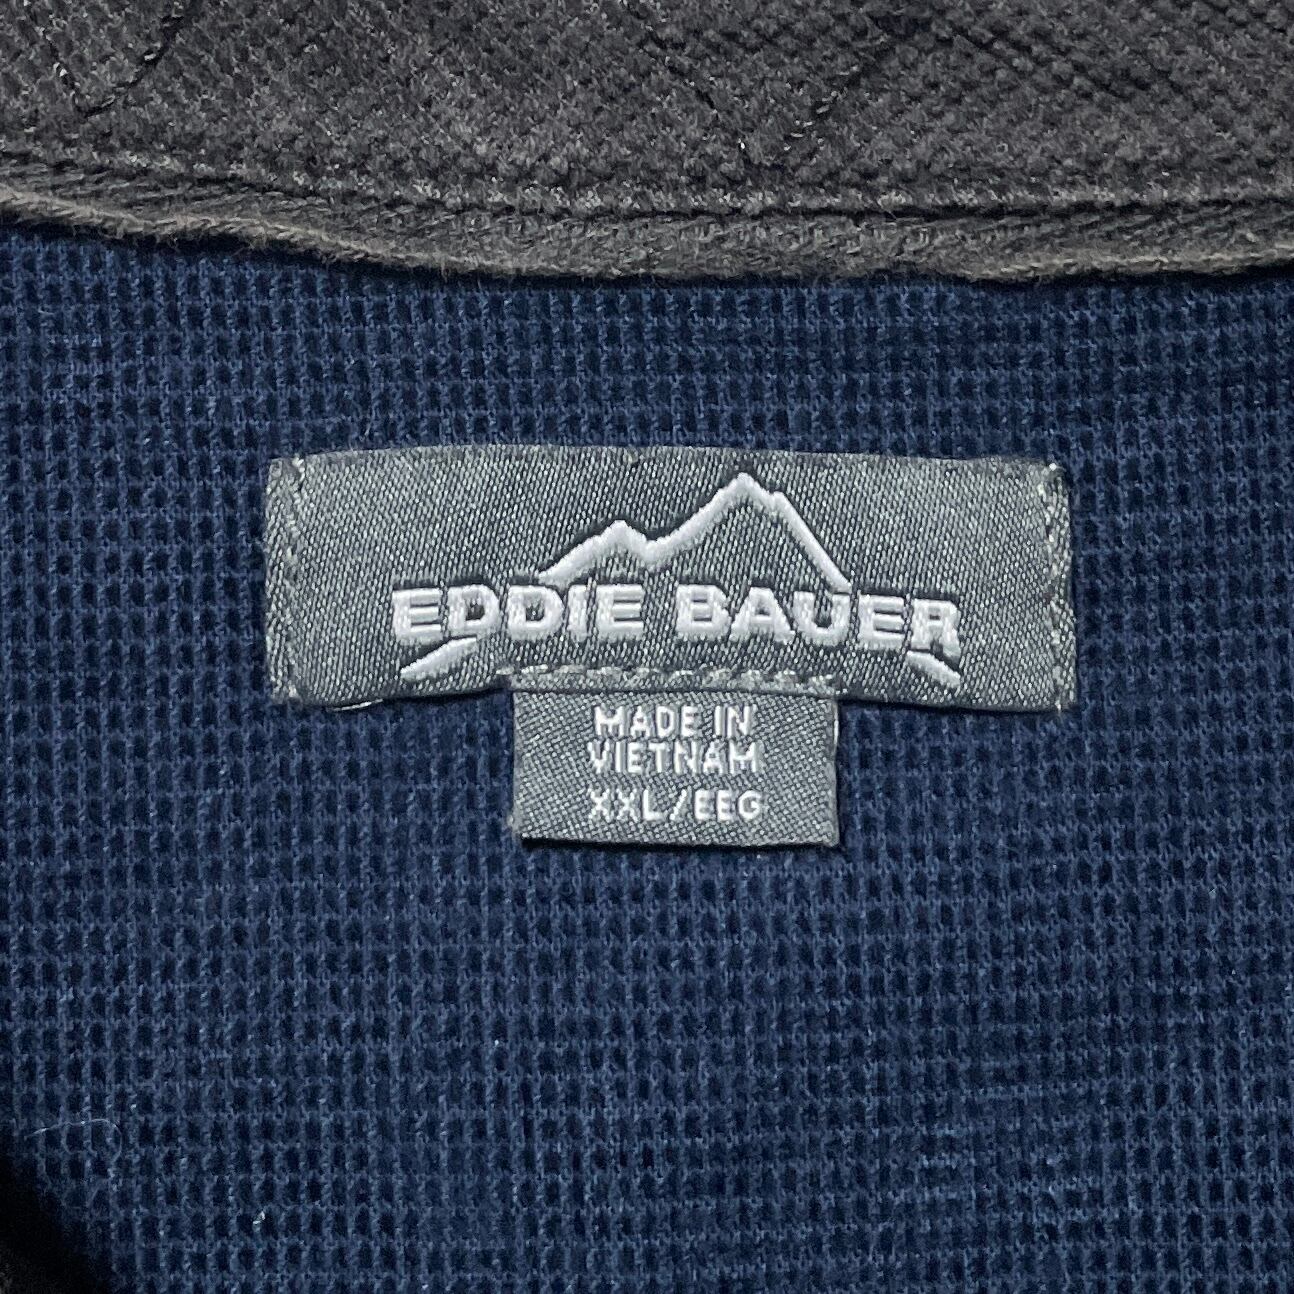 EDDIE BAUER
MADE IN
VIETNAM
XXL/EEG